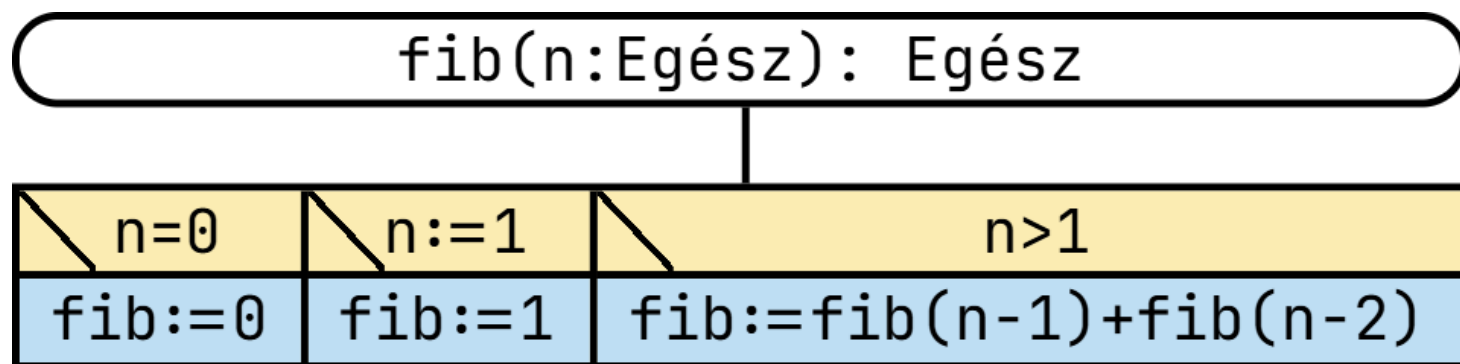 fib(n:Egész): Egész
n=0 n:=1 n>1
fib:=0 fib:=1 fib:=fib(n-1)+fib(n-2)